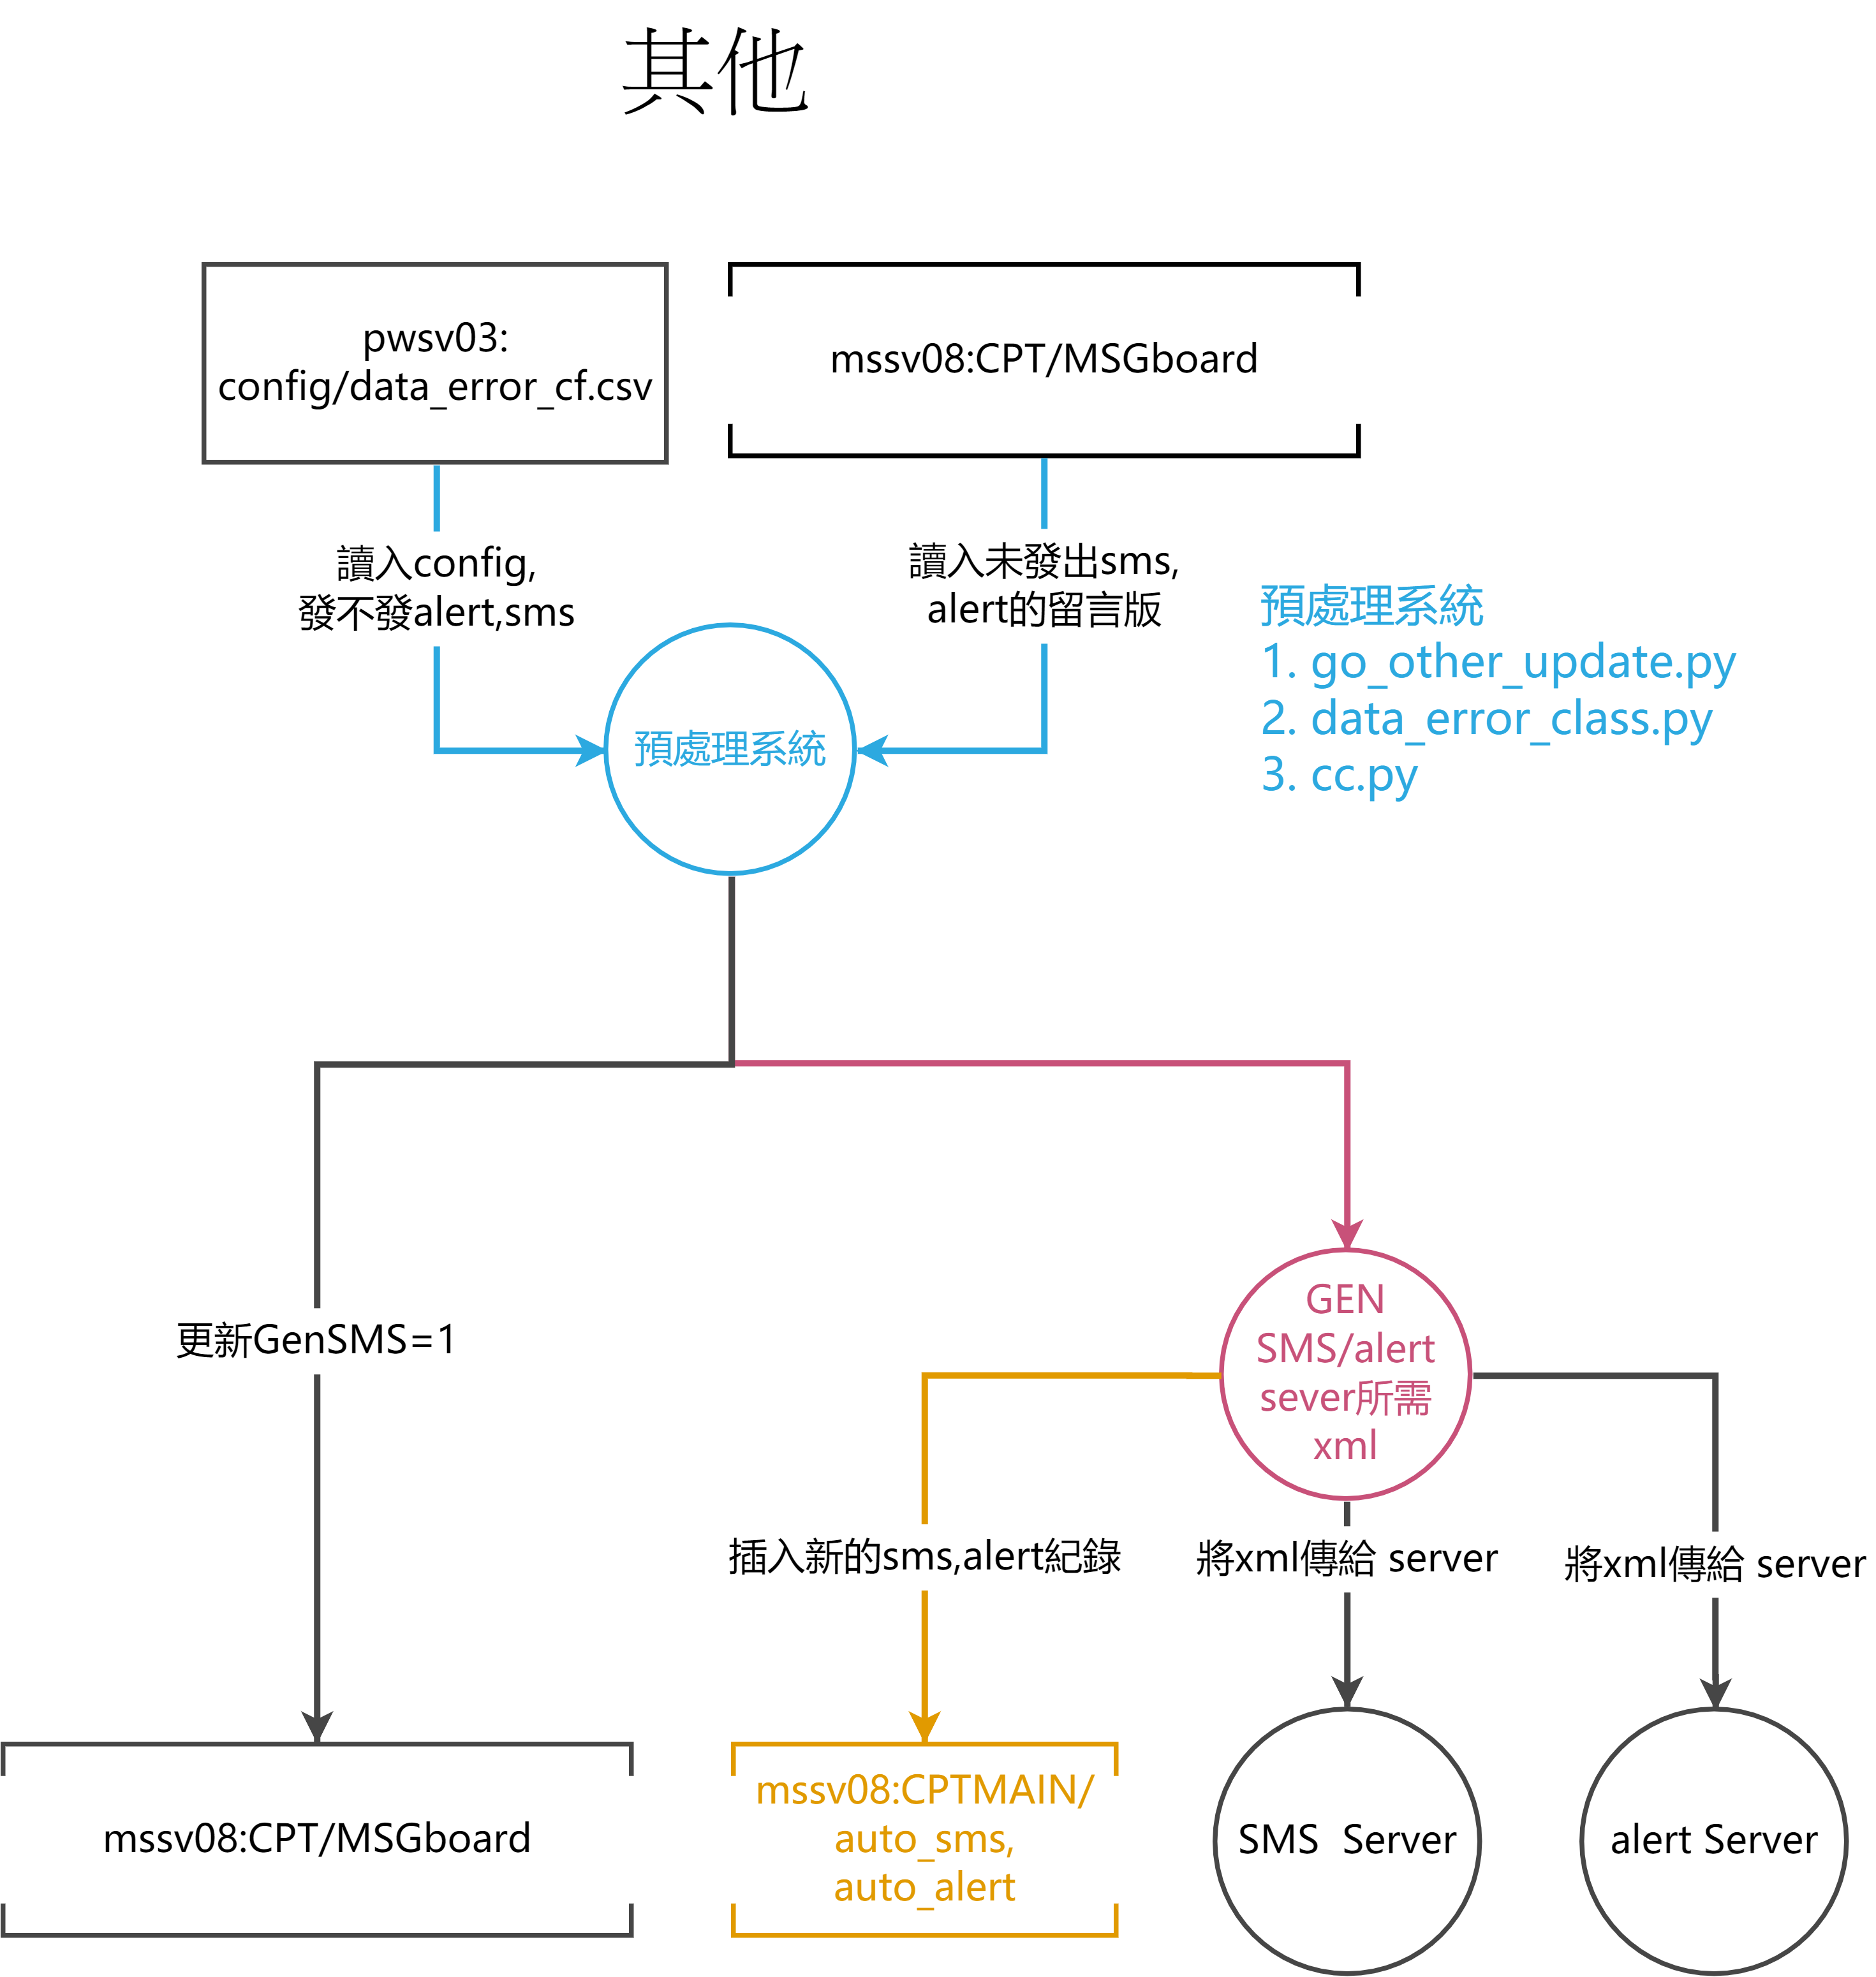 其他
pwsv03:
config/data_error_cf.csv
mssv08:CPT/MSGboard
讀入config,
發不發alert,sms
讀入未發出sms,
alert的留言版
預處理系統
1. go_other_update.py
2. data_error_class.py
3. cc.py
預處理系統
更新GenSMS=1
GEN
SMS/alert
sever所需
xml
插入新的sms,alert紀錄
將xml傳給 server
將xml傳給 server
mssv08:CPT/MSGboard
mssv08:CPTMAIN/
auto_sms,
auto_alert
SMS  Server
alert Server